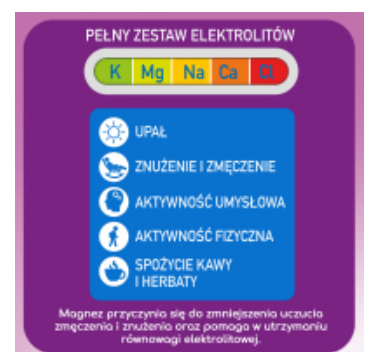 PEŁNY ZESTAW ELEKTROLITÓW
K Mg Na Ca Cl
UPAŁ
ZNUŻENIE I ZMĘCZENIE
AKTYWNOŚĆ UMYSŁOWA
AKTYWNOŚĆ FIZYCZNA
SPOŻYCIE KAWY
I HERBATY
Magnez przyczynia się do zmniejszenia uczucia
zmęczenia i znużenia oraz pomaga w utrzymaniu
równowagi elektrolitowej.